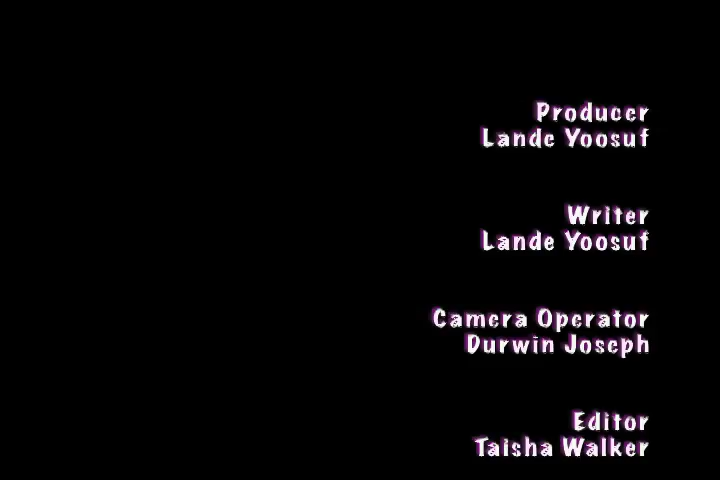 Producer
Lande Yoosuf
Writer
Lande Yoosuf
Camera Operator
Durwin Joseph
Editor
Taisha Walker